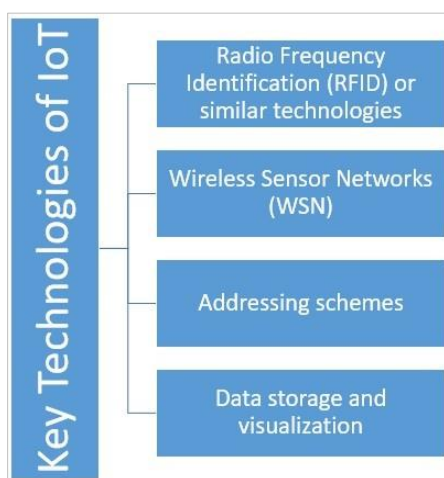 Key Technologies of IoT
Radio Frequency
Identification (RFID) or
similar technologies
Wireless Sensor Networks
(WSN)
Addressing schemes
Data storage and
visualization